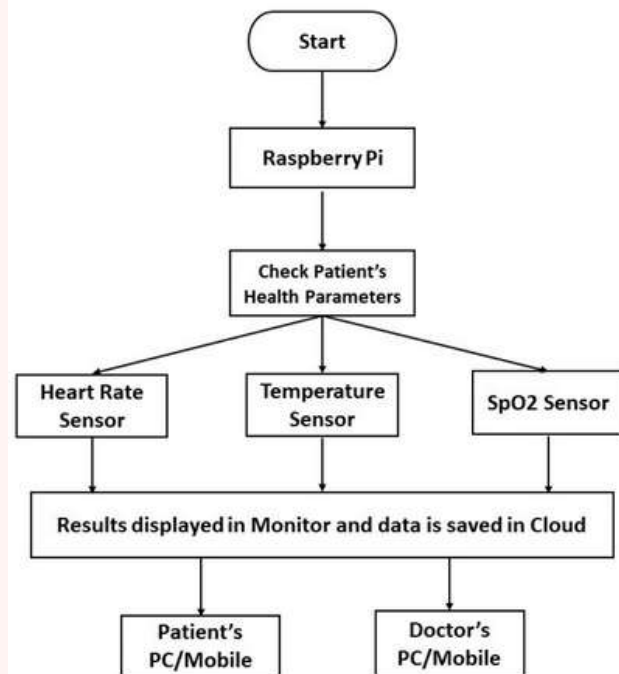 Start
Raspberry Pi
Check Patient's
Health Parameters
Heart Rate
Sensor
Temperature
Sensor
SpO2 Sensor
Results displayed in Monitor and data is saved in Cloud
Patient's
PC/Mobile
Doctor's
PC/Mobile